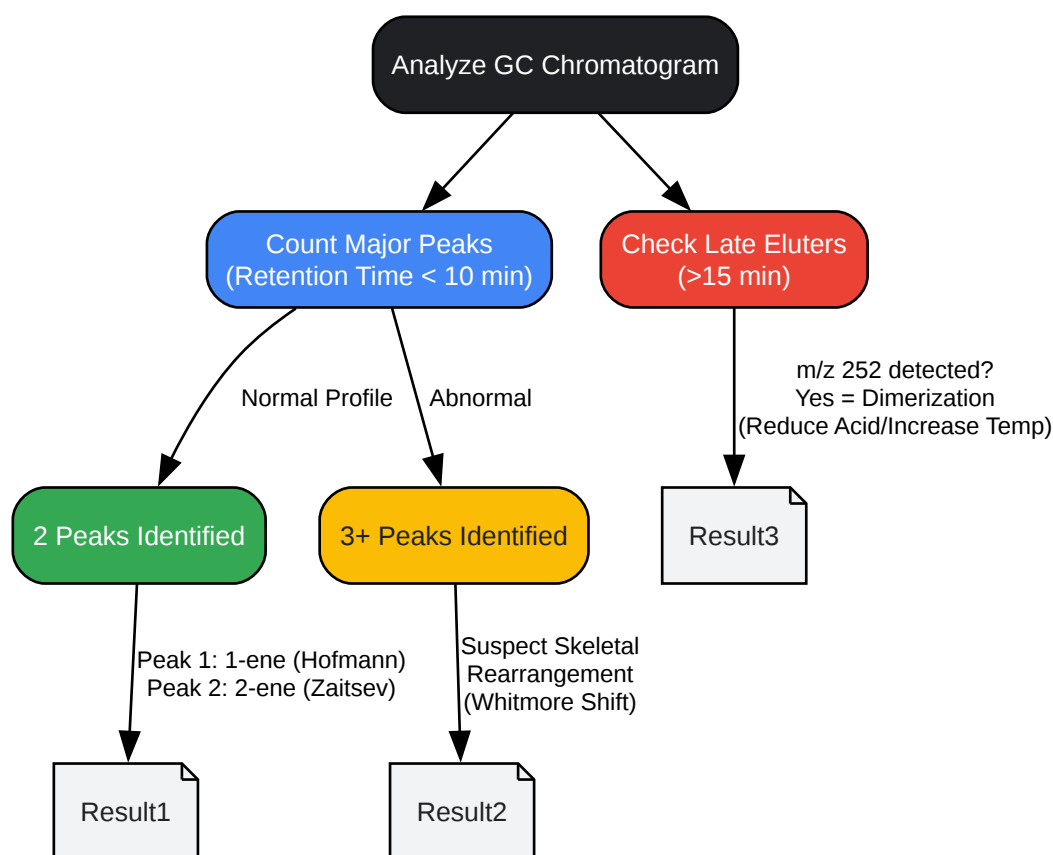 Analyze GC Chromatogram
Count Major Peaks
(Retention Time < 10 min)
Check Late Eluters
(>15 min)
Normal Profile
Abnormal
m/z 252 detected?
Yes = Dimerization
(Reduce Acid/Increase Temp)
2 Peaks Identified
3+ Peaks Identified
Result3
Peak 1: 1-ene (Hofmann)
Peak 2: 2-ene (Zaitsev)
Suspect Skeletal
Rearrangement
(Whitmore Shift)
Result1
Result2